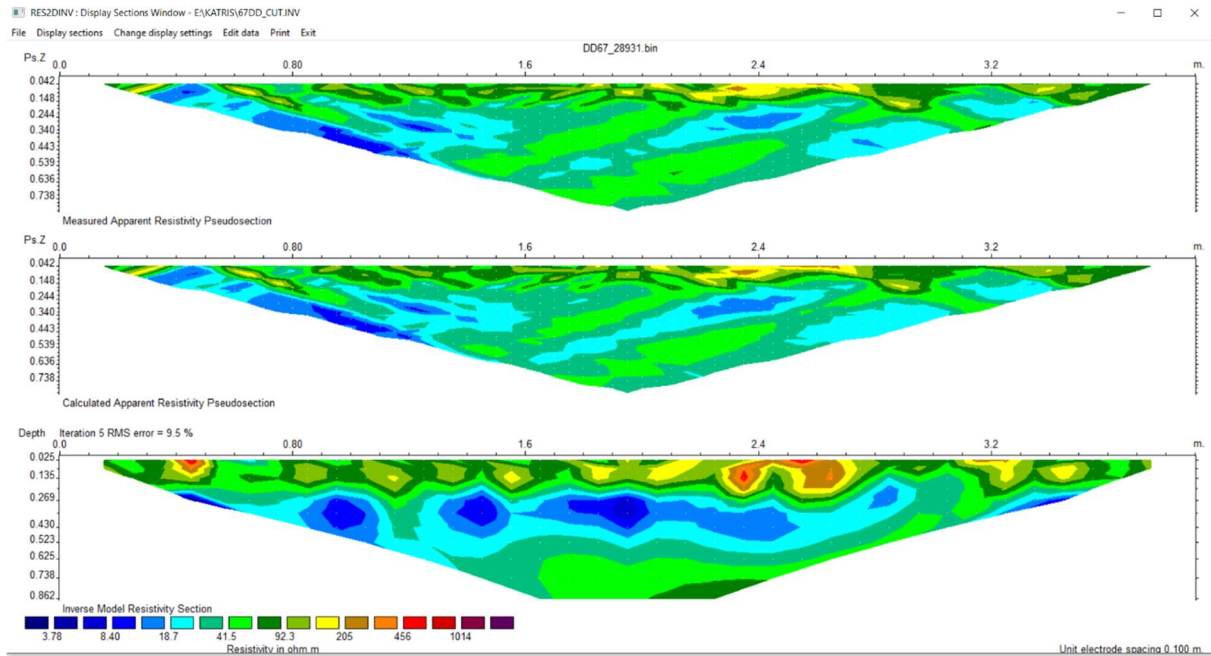 RES2DINV : Display Sections Window - E:\KATRIS\67DD_CUT.INV
File Display sections Change display settings Edit data Print Exit
DD67_28931.bin
Ps.Z 0.0 0.80 1.6 2.4 3.2 m.
0.042
0.148
0.244
0.340
0.443
0.539
0.636
0.738
Measured Apparent Resistivity Pseudosection
Ps.Z 0.0 0.80 1.6 2.4 3.2 m.
0.042
0.148
0.244
0.340
0.443
0.539
0.636
0.738
Calculated Apparent Resistivity Pseudosection
Depth Iteration 5 RMS error = 9.5 %
0.0 0.80 1.6 2.4 3.2 m.
0.025
0.135
0.269
0.430
0.523
0.625
0.738
0.862
Inverse Model Resistivity Section
3.78 8.40 18.7 41.5 92.3 205 456 1014
Resistivity in ohm.m
Unit electrode spacing 0.100 m.